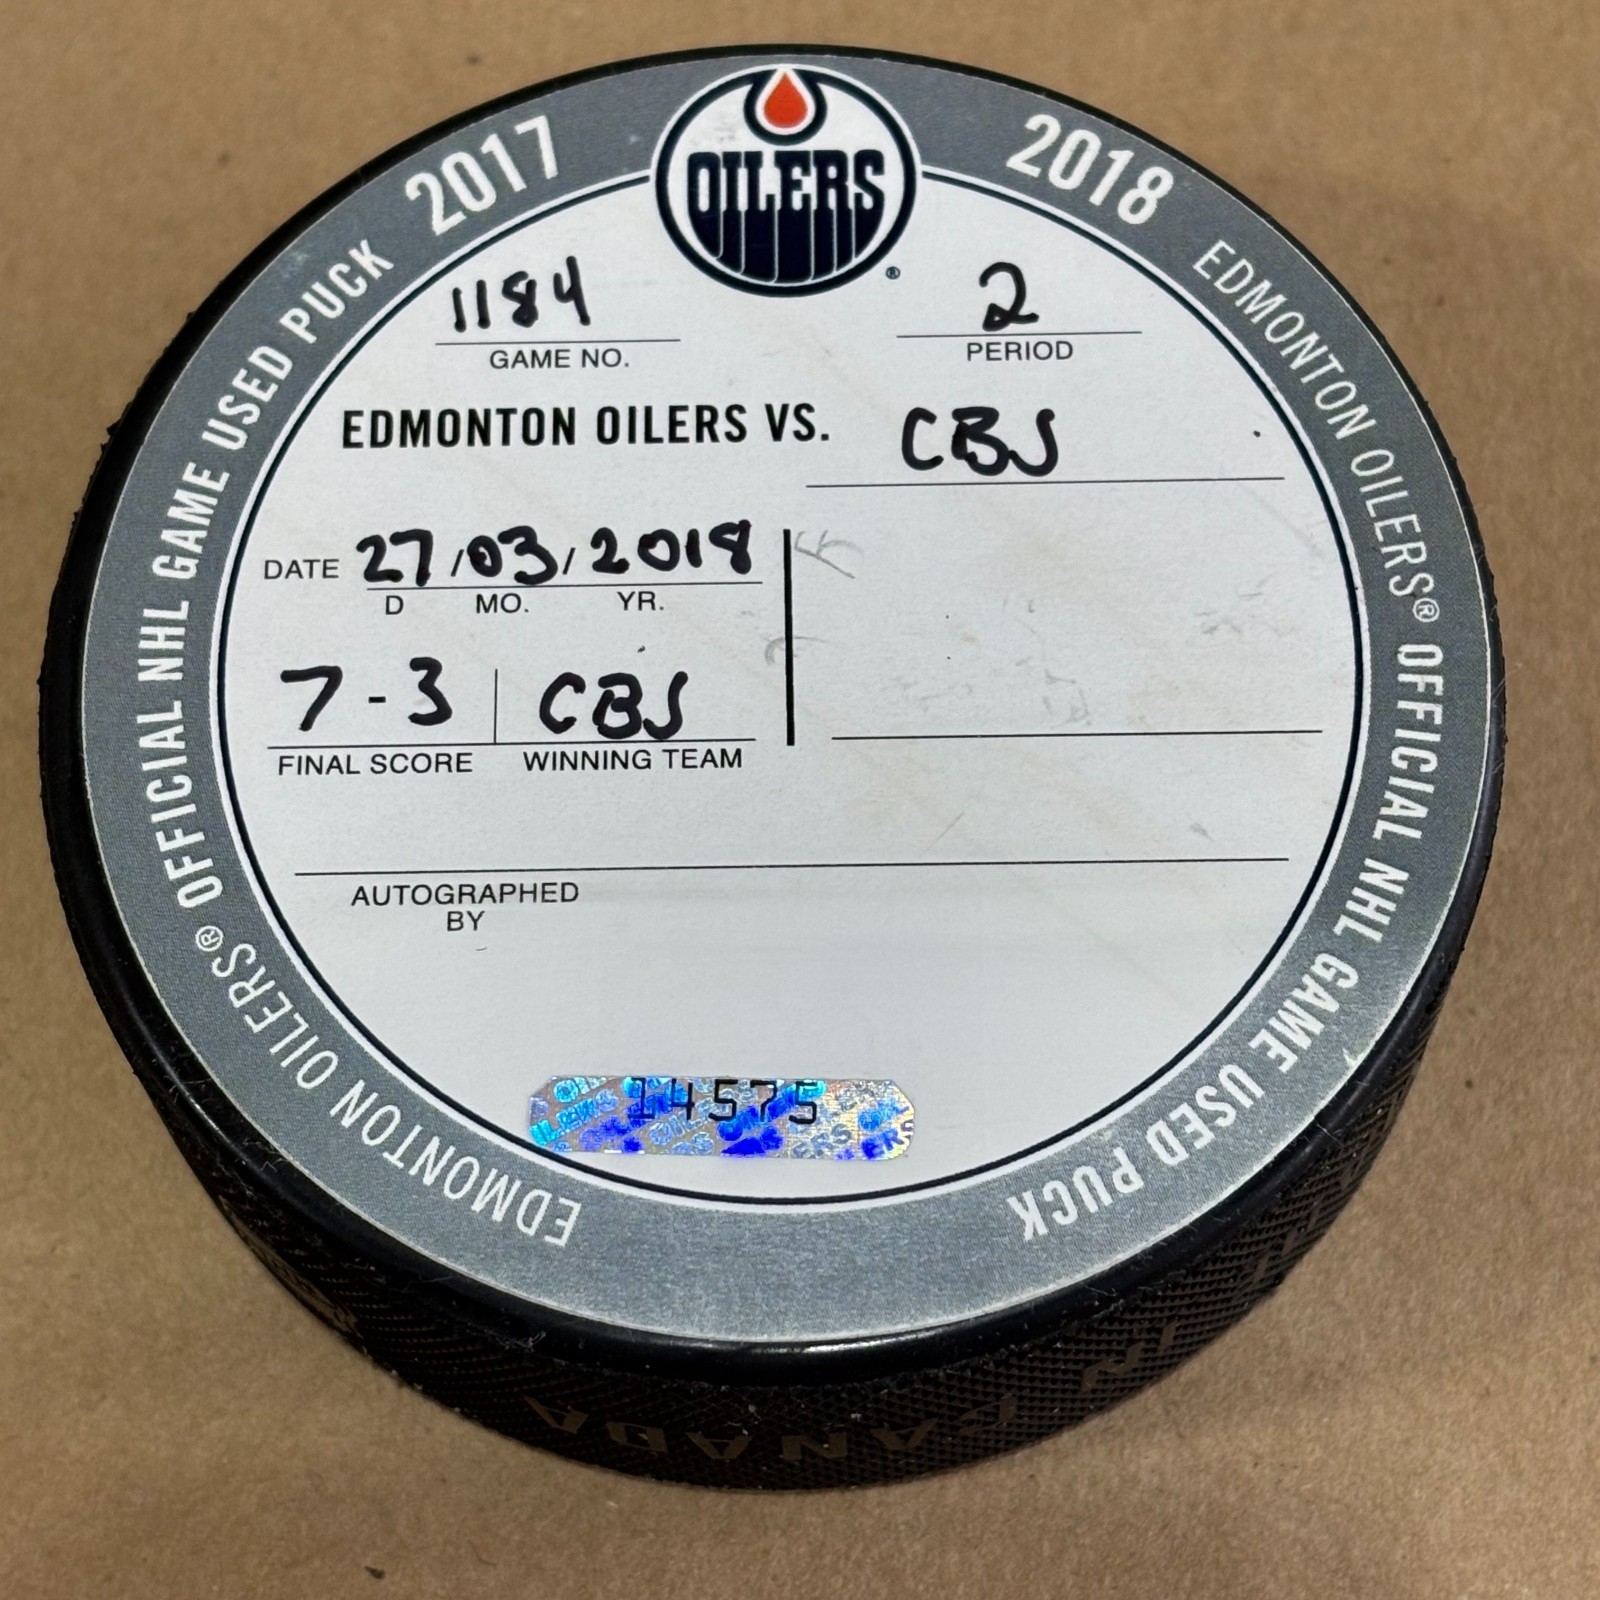 2017
2018
OILERS
®
OFFICIAL NHL GAME USED PUCK
EDMONTON OILERS® OFFICIAL NHL GAME USED PUCK
EDMONTON OILERS®
1184
GAME NO.
2
PERIOD
EDMONTON OILERS VS. CBJ
DATE 27/03/2018
D MO. YR.
7-3 CBJ
FINAL SCORE WINNING TEAM
AUTOGRAPHED
BY
14575
IN CANADA